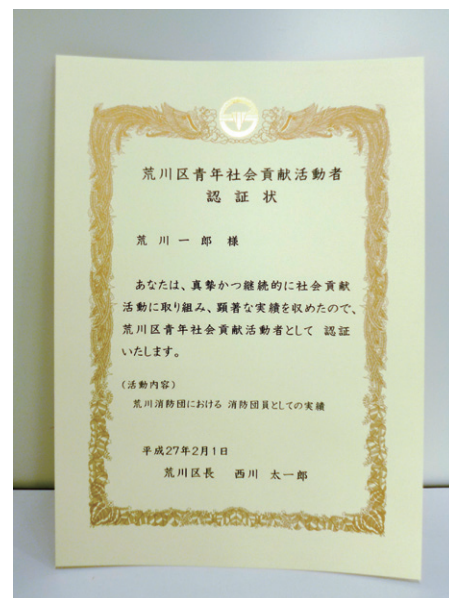 荒川区青年社会貢献活動者
認証状
荒川一郎 様
あなたは、真摯かつ継続的に社会貢献
活動に取り組み、顕著な実績を収めたので、
荒川区青年社会貢献活動者として 認証
いたします。
(活動内容)
荒川消防団における 消防団員としての実績
平成27年2月1日
荒川区長 西川 太一郎